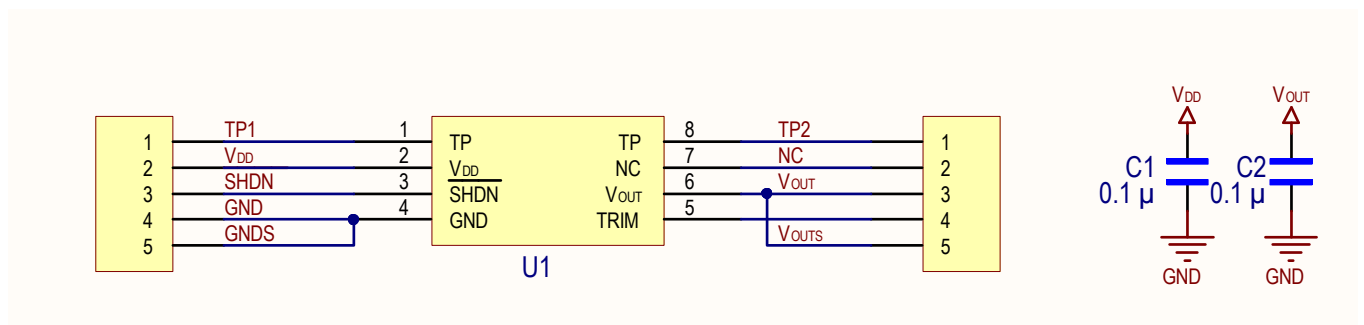 VDD VOUT
1 TP1 1 TP TP 8 TP2 1
2 VDD 2 VDD NC 7 NC 2
3 SHDN 3 SHDN VOUT 6 VOUT 3
4 GND 4 GND TRIM 5 4
5 GNDS VOUTS 5
U1
C1 C2
0.1 µ 0.1 µ
GND GND